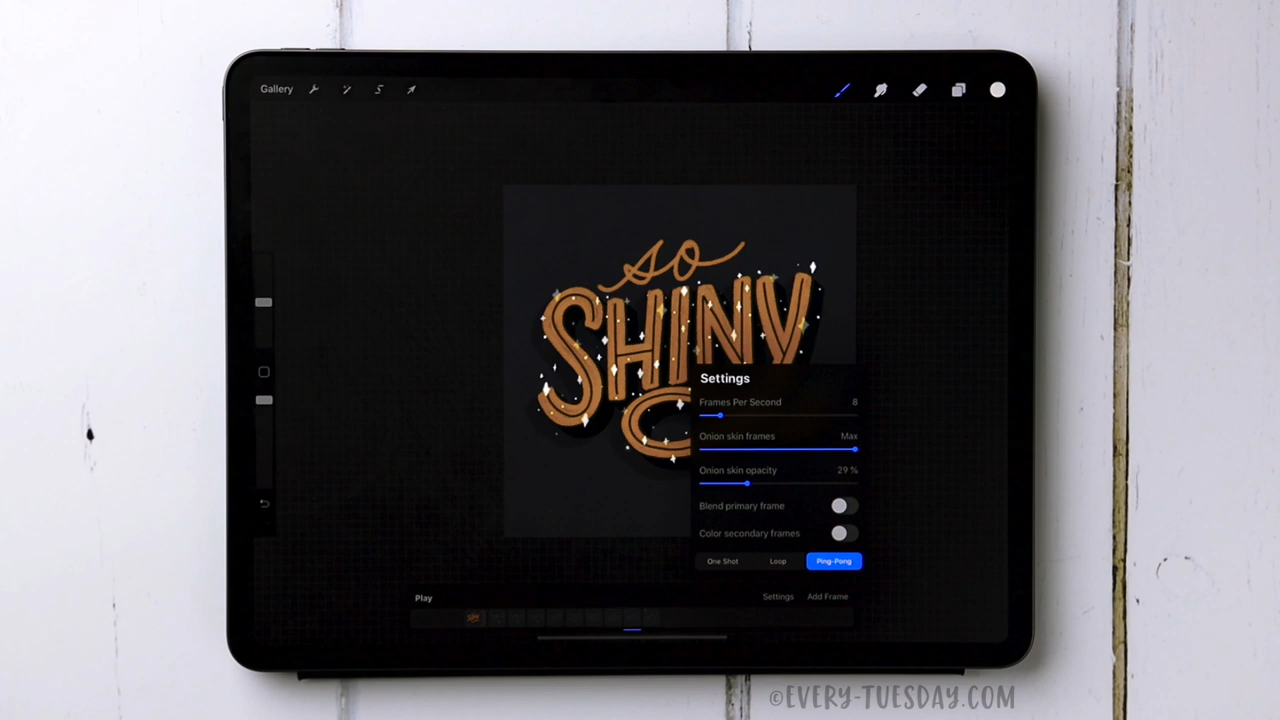 Gallery
so
SHINY
Settings
Frames Per Second 8
Onion skin frames Max
Onion skin opacity 29 %
Blend primary frame
Color secondary frames
One Shot Loop Ping-Pong
Play Settings Add Frame
©EVERY-TUESDAY.COM